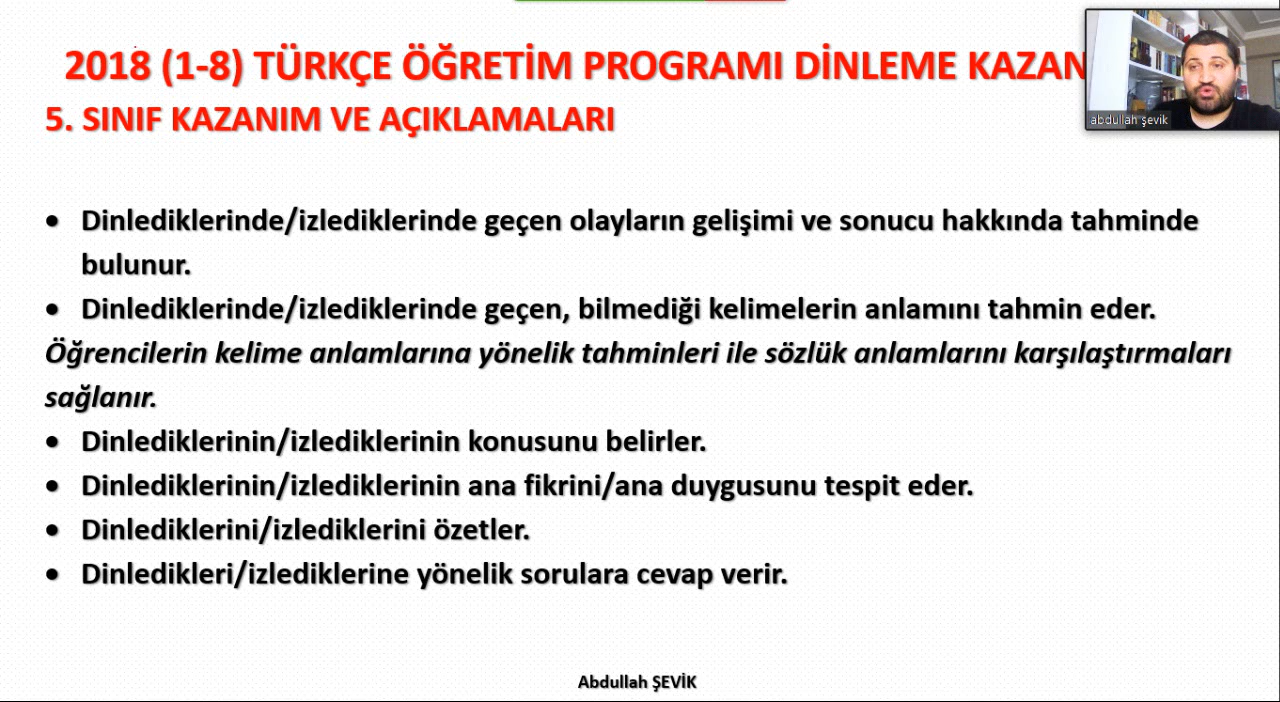 2018 (1-8) TÜRKÇE ÖĞRETİM PROGRAMI DİNLEME KAZAN
5. SINIF KAZANIM VE AÇIKLAMALARI
abdullah şevik
• Dinlediklerinde/izlediklerinde geçen olayların gelişimi ve sonucu hakkında tahminde
bulunur.
• Dinlediklerinde/izlediklerinde geçen, bilmediği kelimelerin anlamını tahmin eder.
Öğrencilerin kelime anlamlarına yönelik tahminleri ile sözlük anlamlarını karşılaştırmaları
sağlanır.
• Dinlediklerinin/izlediklerinin konusunu belirler.
• Dinlediklerinin/izlediklerinin ana fikrini/ana duygusunu tespit eder.
• Dinlediklerini/izlediklerini özetler.
• Dinledikleri/izlediklerine yönelik sorulara cevap verir.
Abdullah ŞEVİK